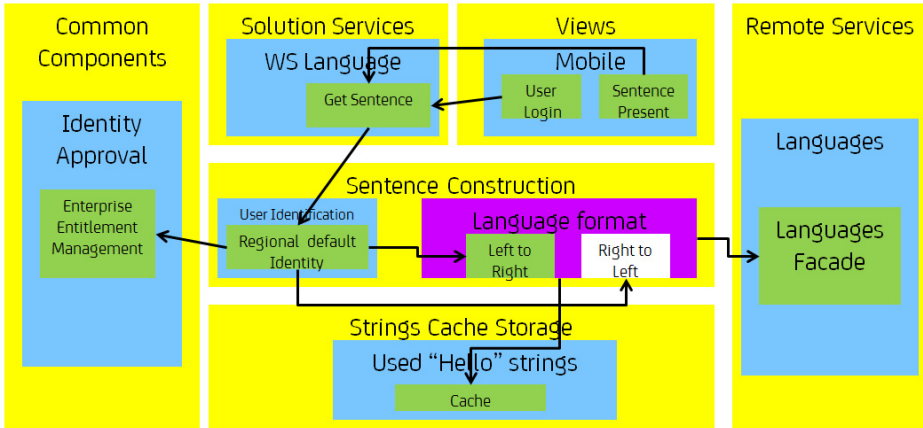 Common
Components
Identity
Approval
Enterprise
Entitlement
Management
Solution Services
WS Language
Get Sentence
Views
Mobile
User
Login
Sentence
Present
Remote Services
Languages
Languages
Facade
Sentence Construction
User Identification
Regional default
Identity
Language format
Left to
Right
Right to
Left
Strings Cache Storage
Used “Hello” strings
Cache